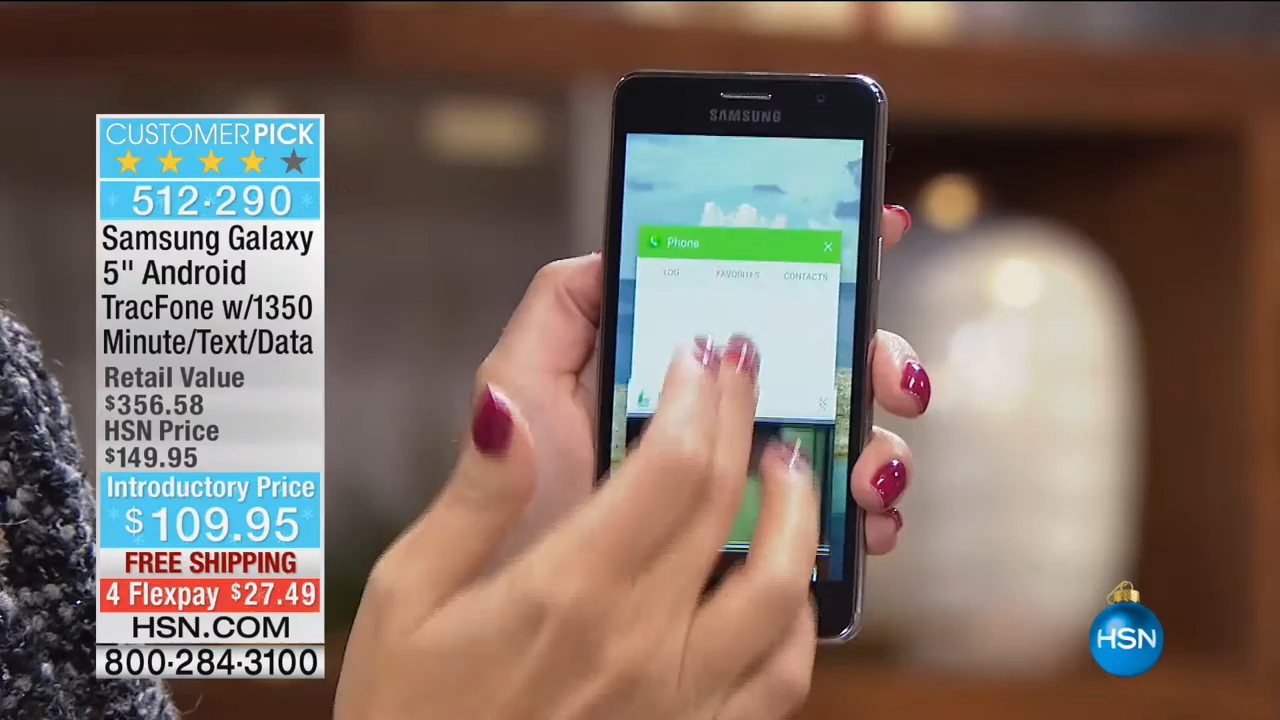 CUSTOMER PICK
512·290
Samsung Galaxy
5" Android
TracFone w/1350
Minute/Text/Data
Retail Value
$356.58
HSN Price
$149.95
Introductory Price
$109.95
FREE SHIPPING
4 Flexpay $27.49
HSN.COM
800·284·3100
SAMSUNG
Phone
LOG FAVORITES CONTACTS
HSN